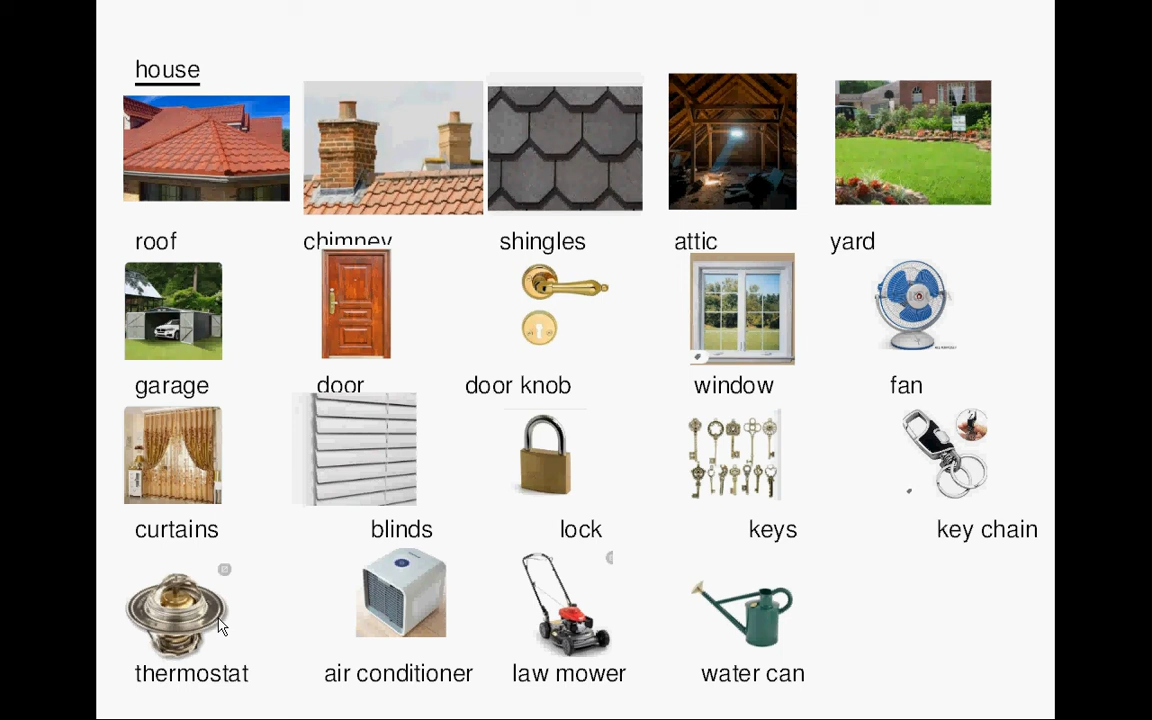 house
roof chimney shingles attic yard
garage door door knob window fan
curtains blinds lock keys key chain
thermostat air conditioner law mower water can